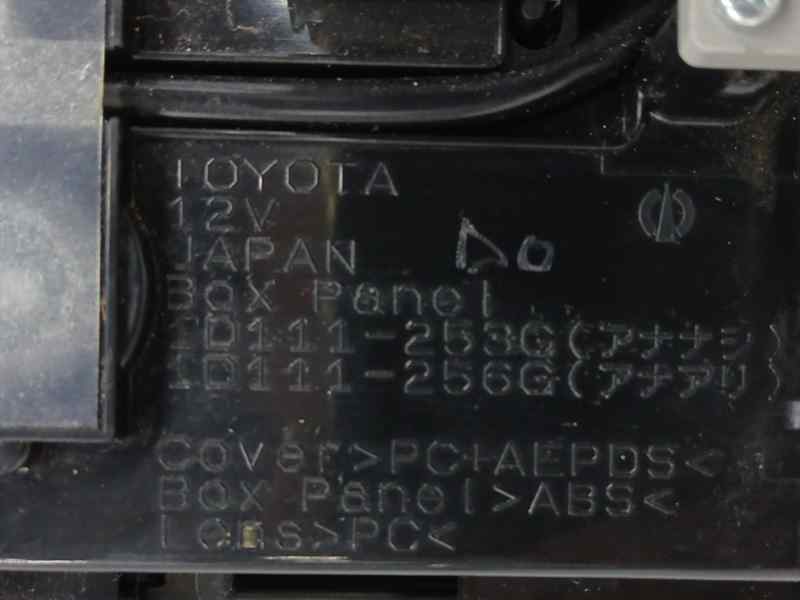 TOYOTA
12V
JAPAN
Do
Box Panel
1D111-253G(アナナシ)
1D111-256G(アナアリ)
Cover>PC+AEPDS<
Box Panel>ABS<
Lens>PC<